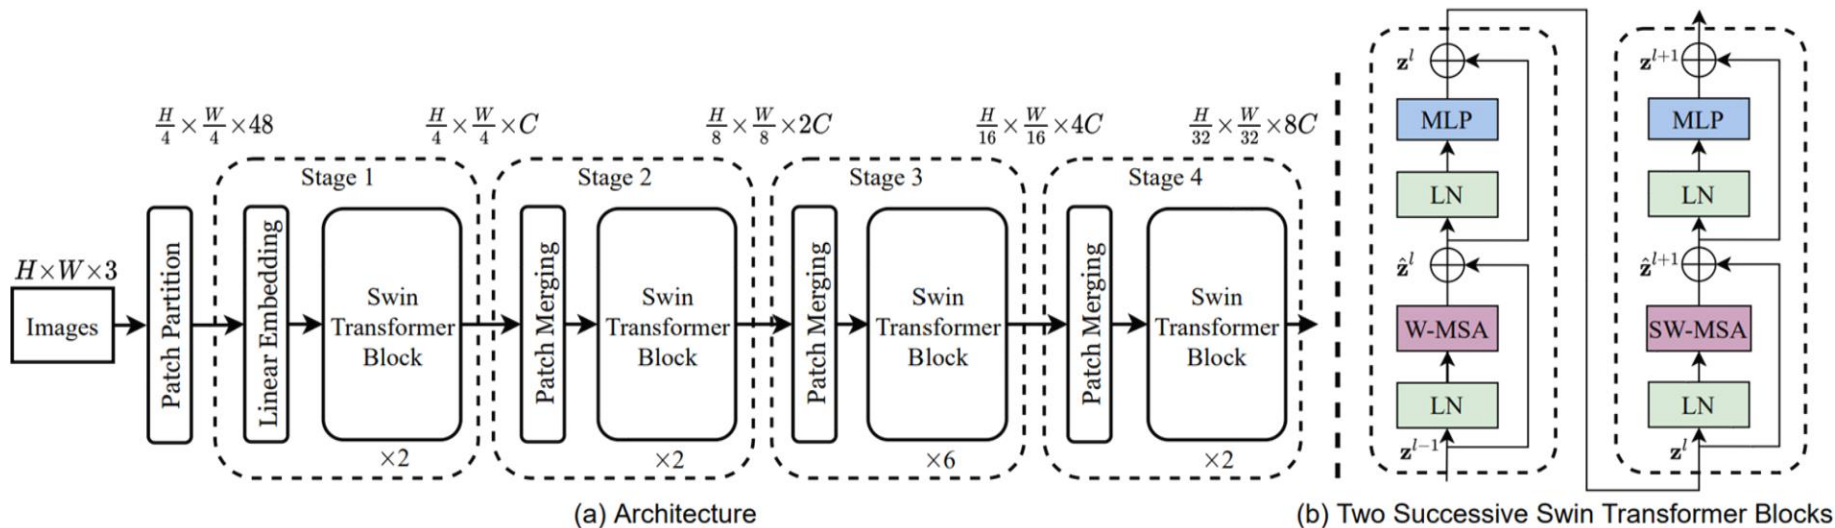 H/4 × W/4 × 48
H/4 × W/4 × C
H/8 × W/8 × 2C
H/16 × W/16 × 4C
H/32 × W/32 × 8C
Stage 1
Stage 2
Stage 3
Stage 4
H×W×3
Images
Patch Partition
Linear Embedding
Swin
Transformer
Block
×2
Patch Merging
Swin
Transformer
Block
×2
Patch Merging
Swin
Transformer
Block
×6
Patch Merging
Swin
Transformer
Block
×2
(a) Architecture
z^l
MLP
LN
ẑ^l
W-MSA
LN
z^{l-1}
z^{l+1}
MLP
LN
ẑ^{l+1}
SW-MSA
LN
z^l
(b) Two Successive Swin Transformer Blocks